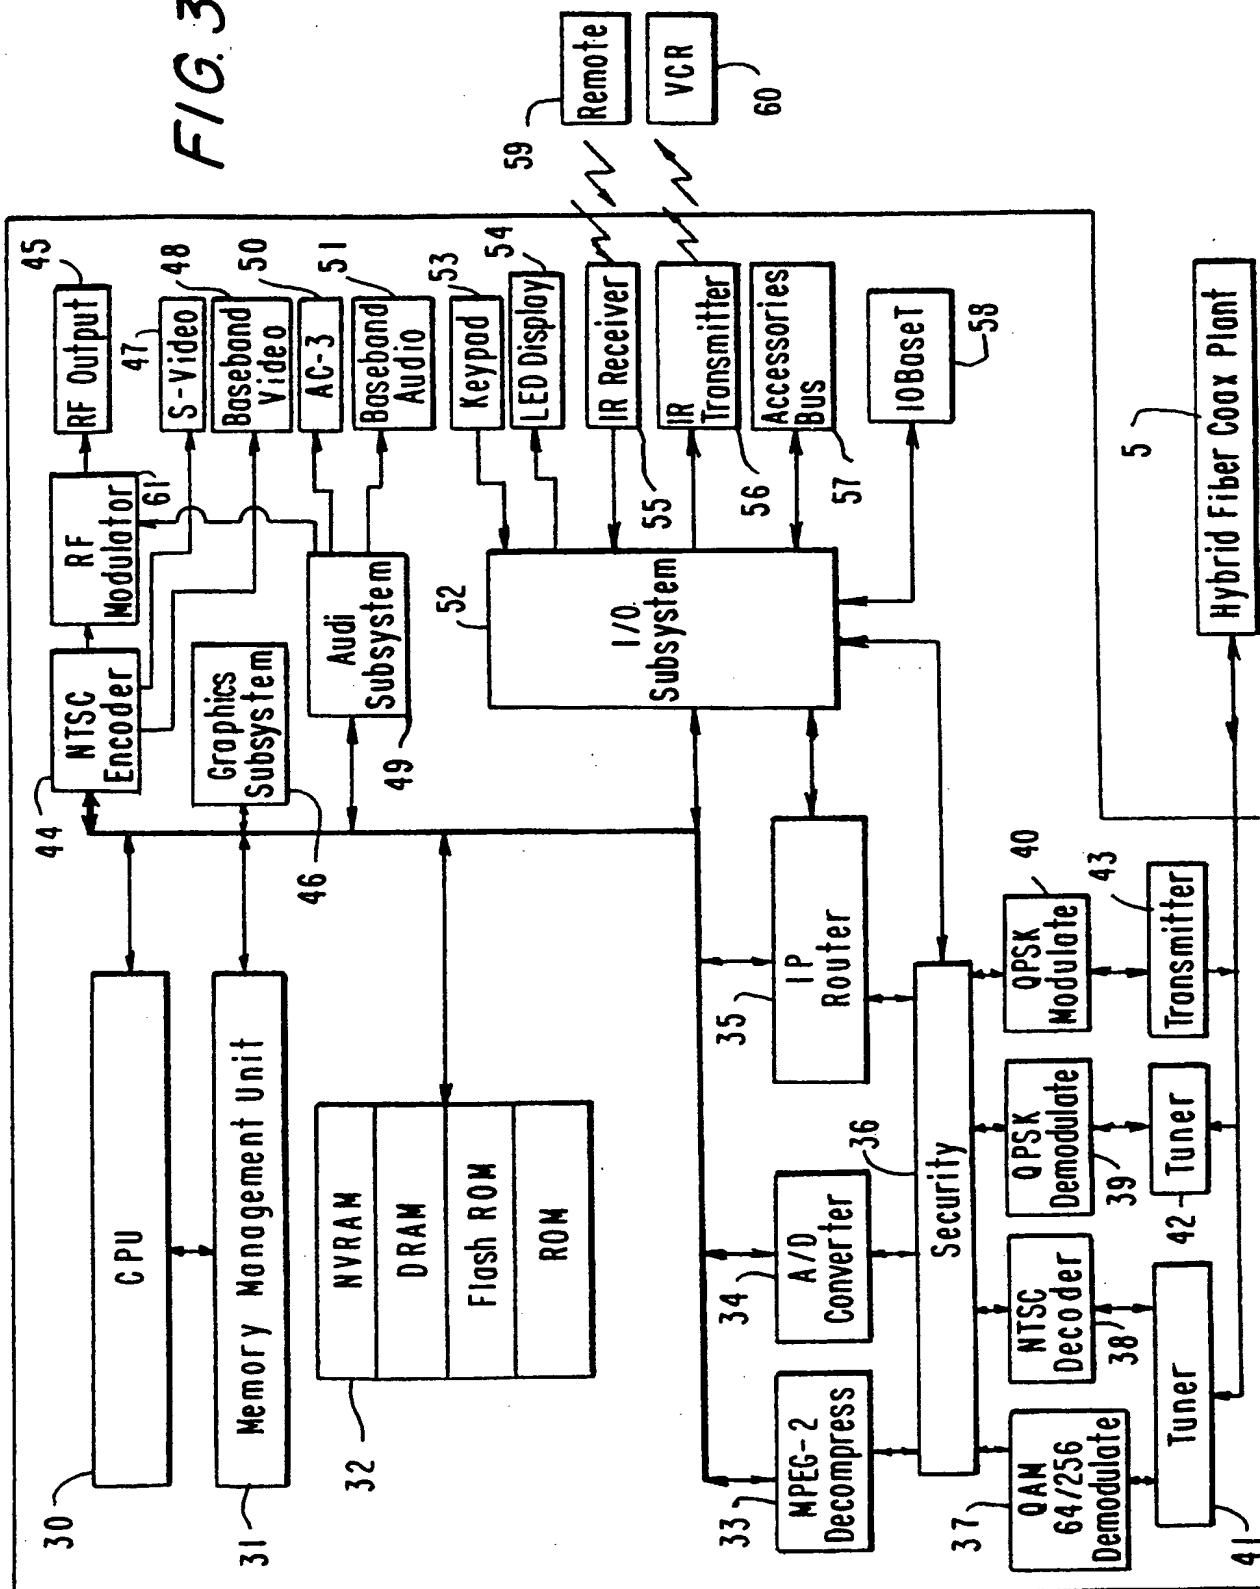 FIG. 3
30
CPU
31
Memory Management Unit
32
NVRAM
DRAM
Flash ROM
ROM
44
NTSC
Encoder
RF
Modulator
61
RF Output
45
47
S-Video
Baseband
Video
48
AC-3
50
Baseband
Audio
51
Graphics
Subsystem
46
Audi
Subsystem
49
52
I/O
Subsystem
Keypad
53
LED Display
54
IR Receiver
55
IR
Transmitter
56
Accessories
Bus
57
10BaseT
58
59
Remote
VCR
60
33
MPEG-2
Decompress
34
A/D
Converter
35
IP
Router
Security
36
37
QAM
64/256
Demodulate
NTSC
Decoder
38
QPSK
Demodulate
39
QPSK
Modulate
40
Tuner
41
Tuner
42
Transmitter
43
5
Hybrid Fiber Coax Plant